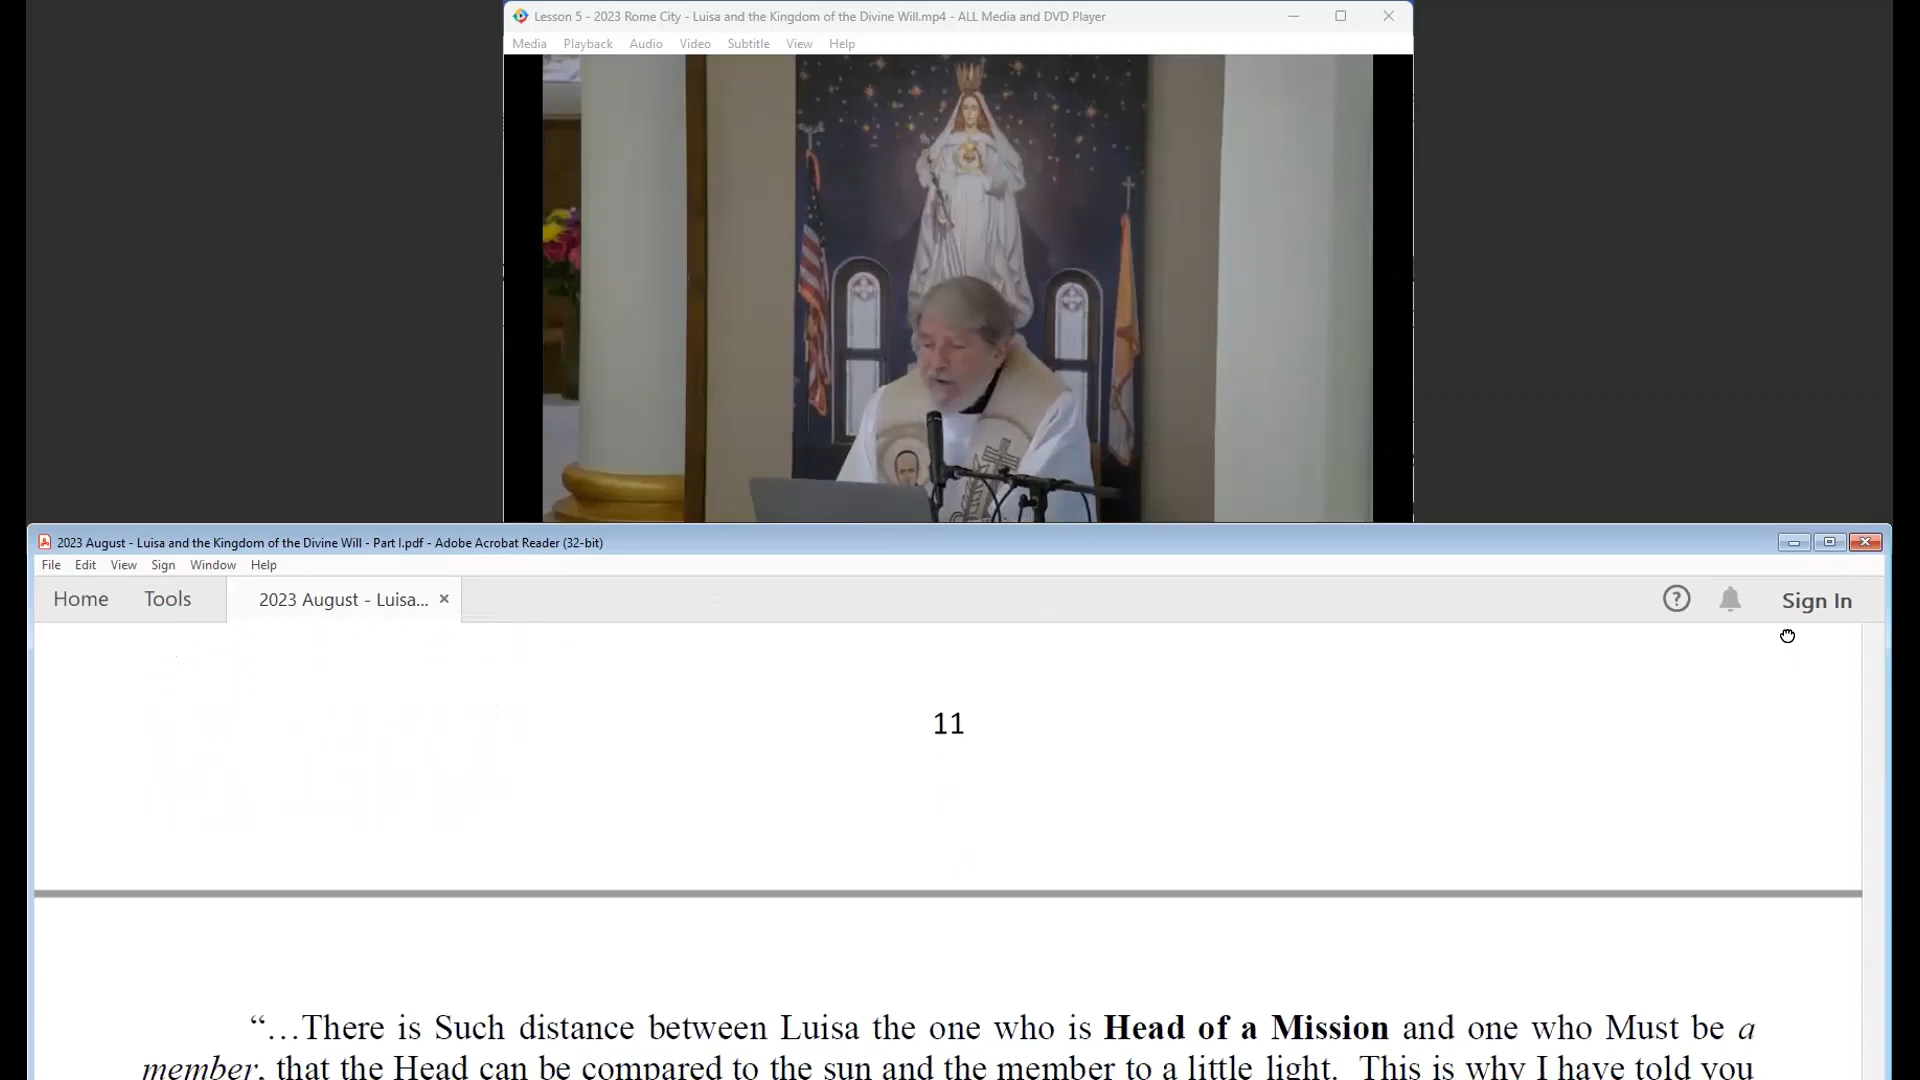 Lesson 5 - 2023 Rome City - Luisa and the Kingdom of the Divine Will.mp4 - ALL Media and DVD Player
Media Playback Audio Video Subtitle View Help
2023 August - Luisa and the Kingdom of the Divine Will - Part I.pdf - Adobe Acrobat Reader (32-bit)
File Edit View Sign Window Help
Home Tools 2023 August - Luisa... × Sign In
11
“…There is Such distance between Luisa the one who is Head of a Mission and one who Must be a
member, that the Head can be compared to the sun and the member to a little light. This is why I have told you